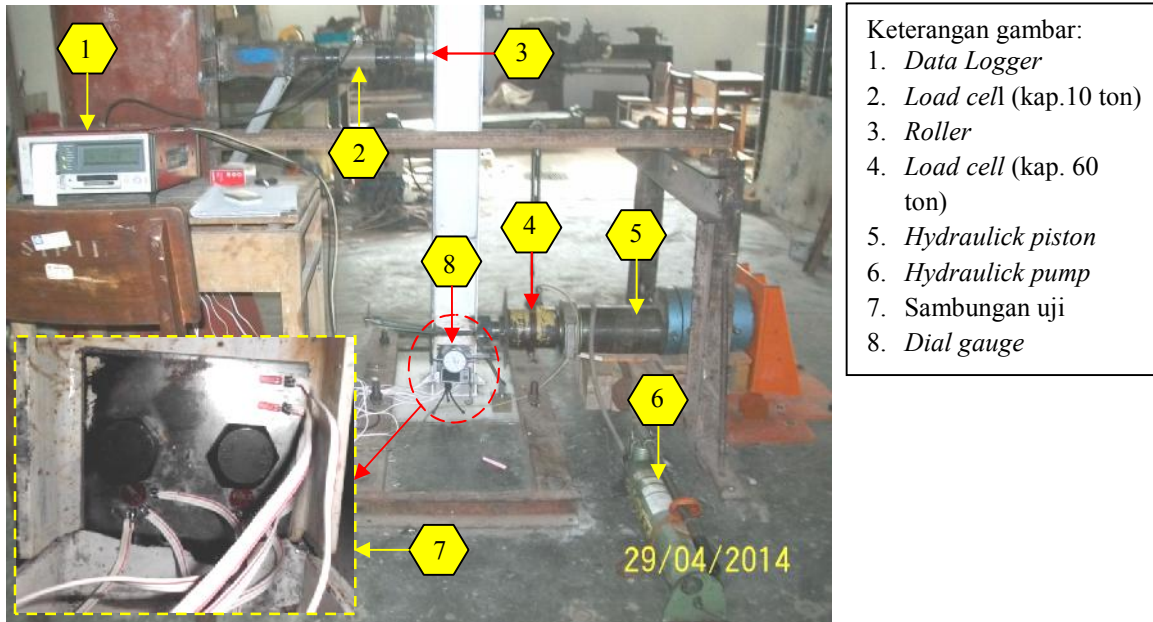 1
3
2
4
5
8
6
7
SP II
29/04/2014
Keterangan gambar:
1. Data Logger
2. Load cell (kap.10 ton)
3. Roller
4. Load cell (kap. 60
ton)
5. Hydraulick piston
6. Hydraulick pump
7. Sambungan uji
8. Dial gauge